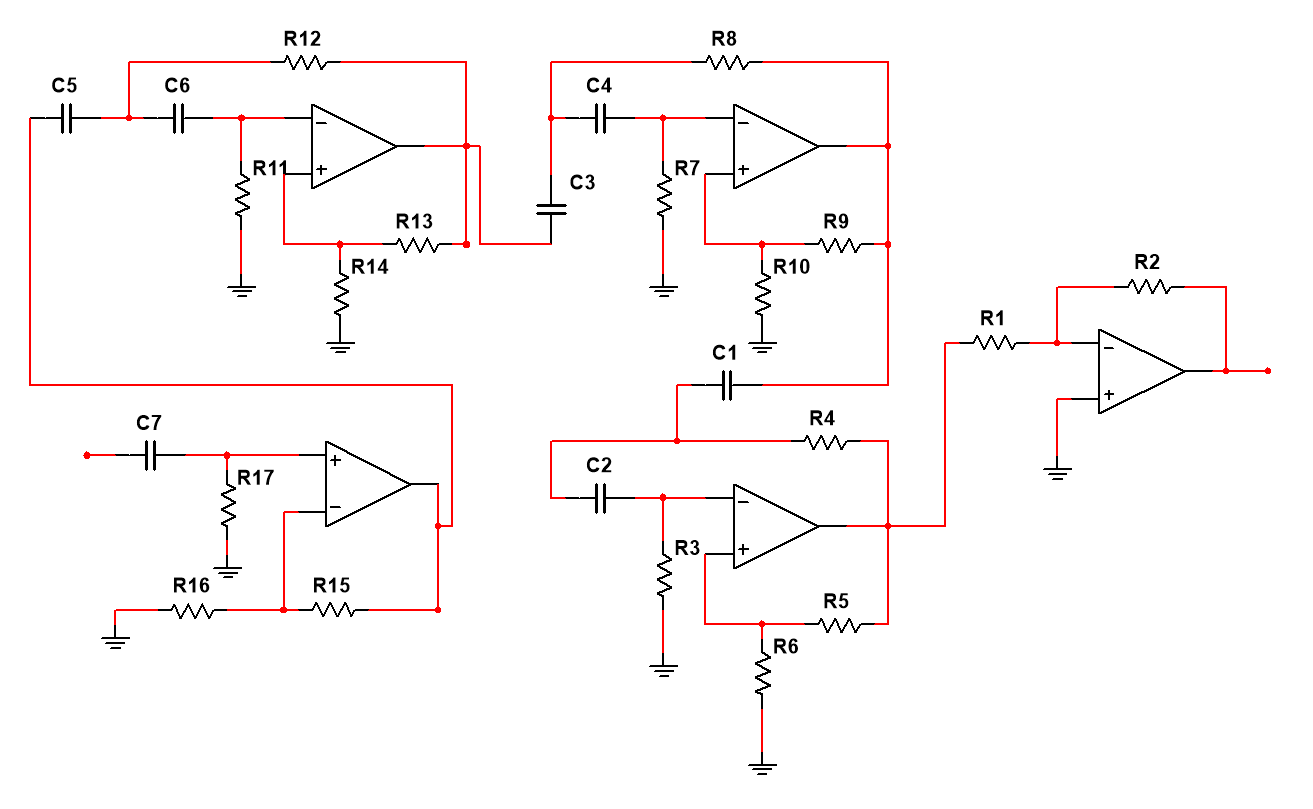 R12
R8
C5
C6
C4
−
−
R11
+
R7
+
C3
R13
R9
R14
R10
R2
R1
−
+
C1
C7
R4
+
R17
−
C2
−
R3
+
R16
R15
R5
R6